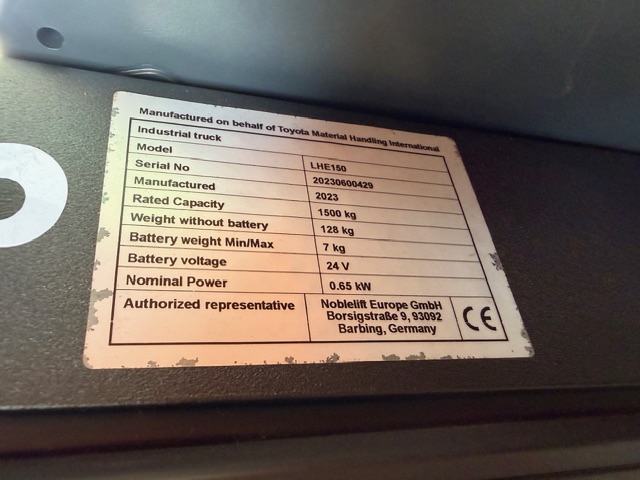 Manufactured on behalf of Toyota Material Handling International
Industrial truck
Model LHE150
Serial No 20230600429
Manufactured 2023
Rated Capacity 1500 kg
Weight without battery 128 kg
Battery weight Min/Max 7 kg
Battery voltage 24 V
Nominal Power 0.65 kW
Authorized representative Noblelift Europe GmbH
Borsigstraße 9, 93092
Barbing, Germany
CE